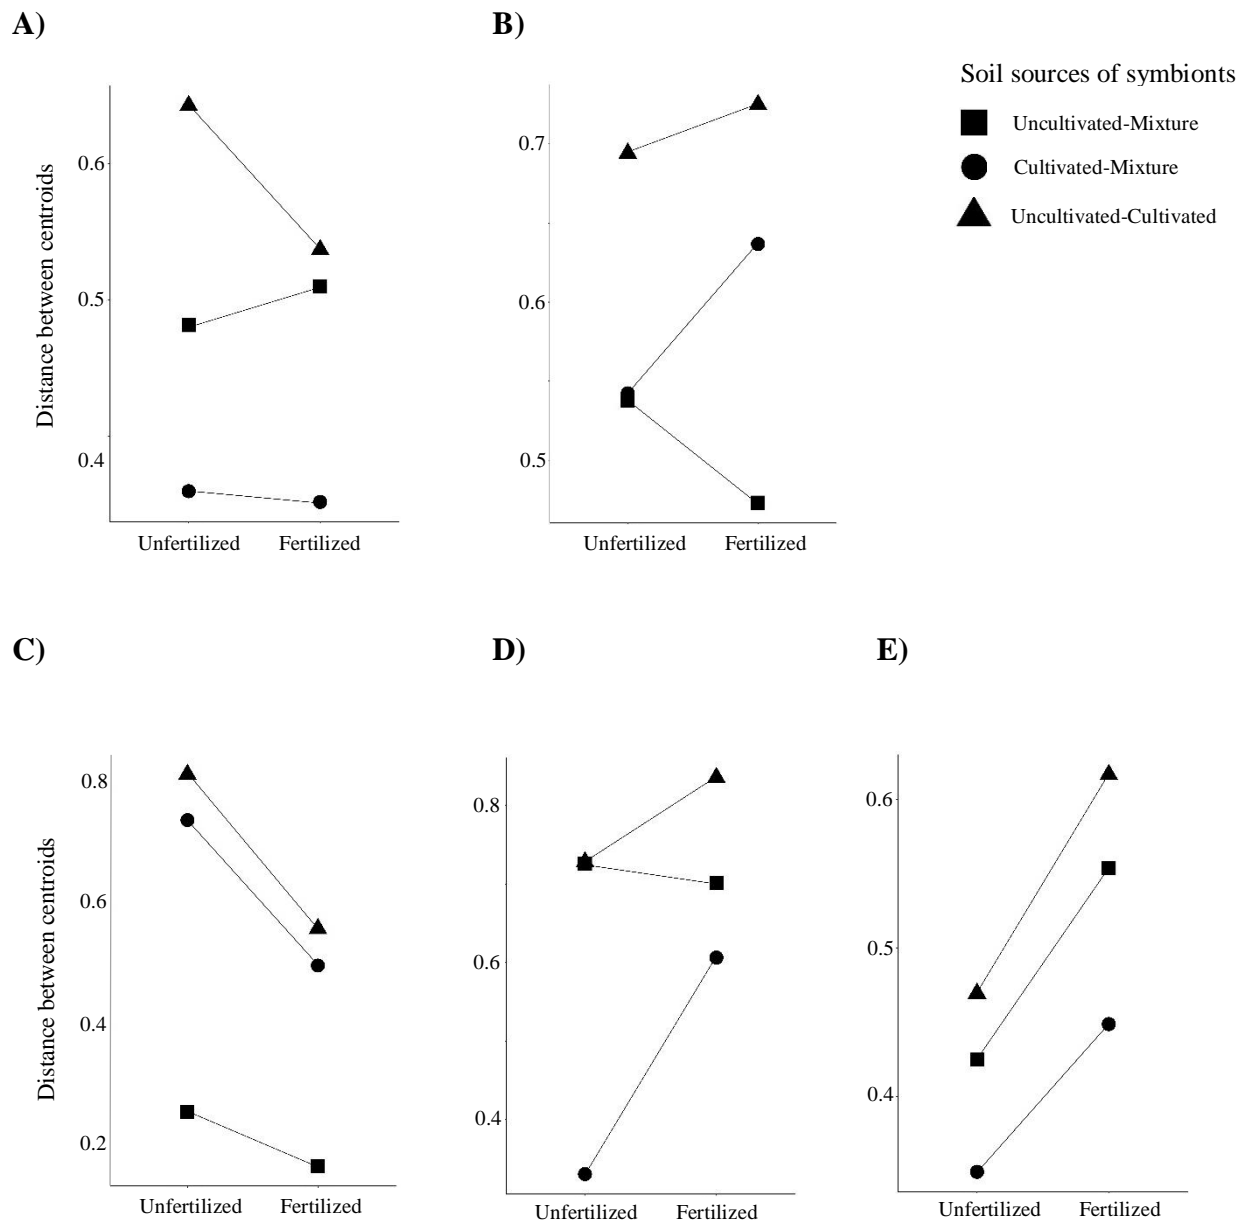 A)
B)
Soil sources of symbionts
Uncultivated-Mixture
Cultivated-Mixture
Uncultivated-Cultivated
Distance between centroids
0.6
0.5
0.4
Unfertilized Fertilized
0.7
0.6
0.5
Unfertilized Fertilized
C)
D)
E)
Distance between centroids
0.8
0.6
0.4
0.2
Unfertilized Fertilized
0.8
0.6
0.4
Unfertilized Fertilized
0.6
0.5
0.4
Unfertilized Fertilized